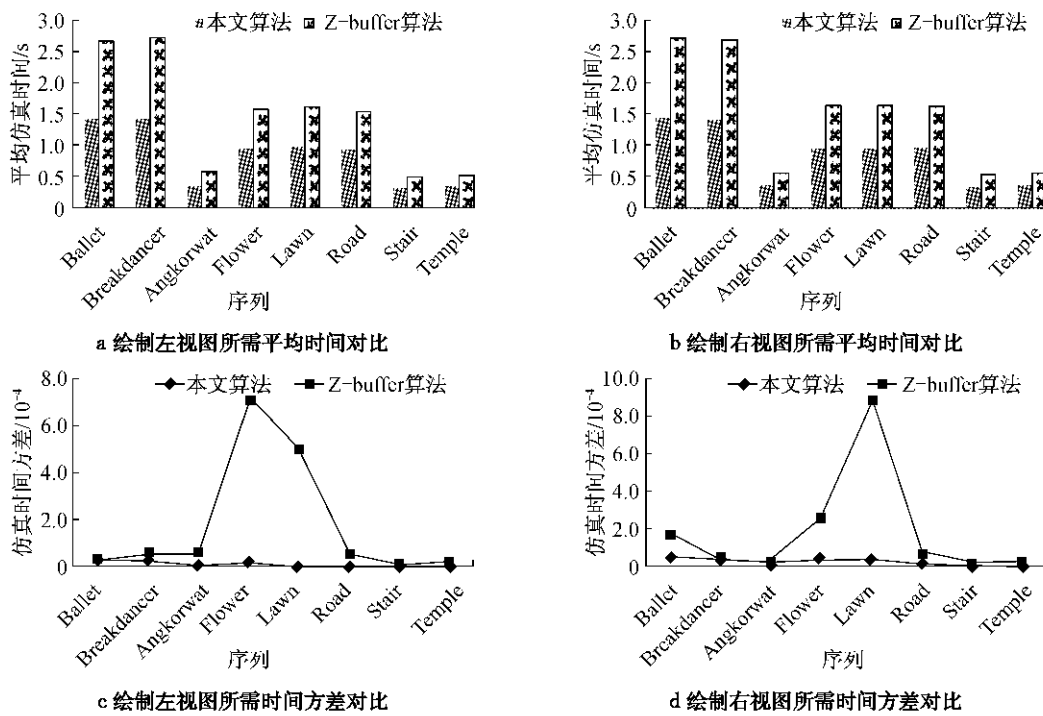 本文算法 Z-buffer算法
平均仿真时间/s
3.0
2.5
2.0
1.5
1.0
0.5
0
Ballet
Breakdancer
Angkorwat
Flower
Lawn
Road
Stair
Temple
序列
a 绘制左视图所需平均时间对比
本文算法 Z-buffer算法
平均仿真时间/s
3.0
2.5
2.0
1.5
1.0
0.5
0
Ballet
Breakdancer
Angkorwat
Flower
Lawn
Road
Stair
Temple
序列
b 绘制右视图所需平均时间对比
本文算法 Z-buffer算法
仿真时间方差/10⁻⁴
8.0
6.0
4.0
2.0
0
Ballet
Breakdancer
Angkorwat
Flower
Lawn
Road
Stair
Temple
序列
c 绘制左视图所需时间方差对比
本文算法 Z-buffer算法
仿真时间方差/10⁻⁴
10.0
8.0
6.0
4.0
2.0
0
Ballet
Breakdancer
Angkorwat
Flower
Lawn
Road
Stair
Temple
序列
d 绘制右视图所需时间方差对比